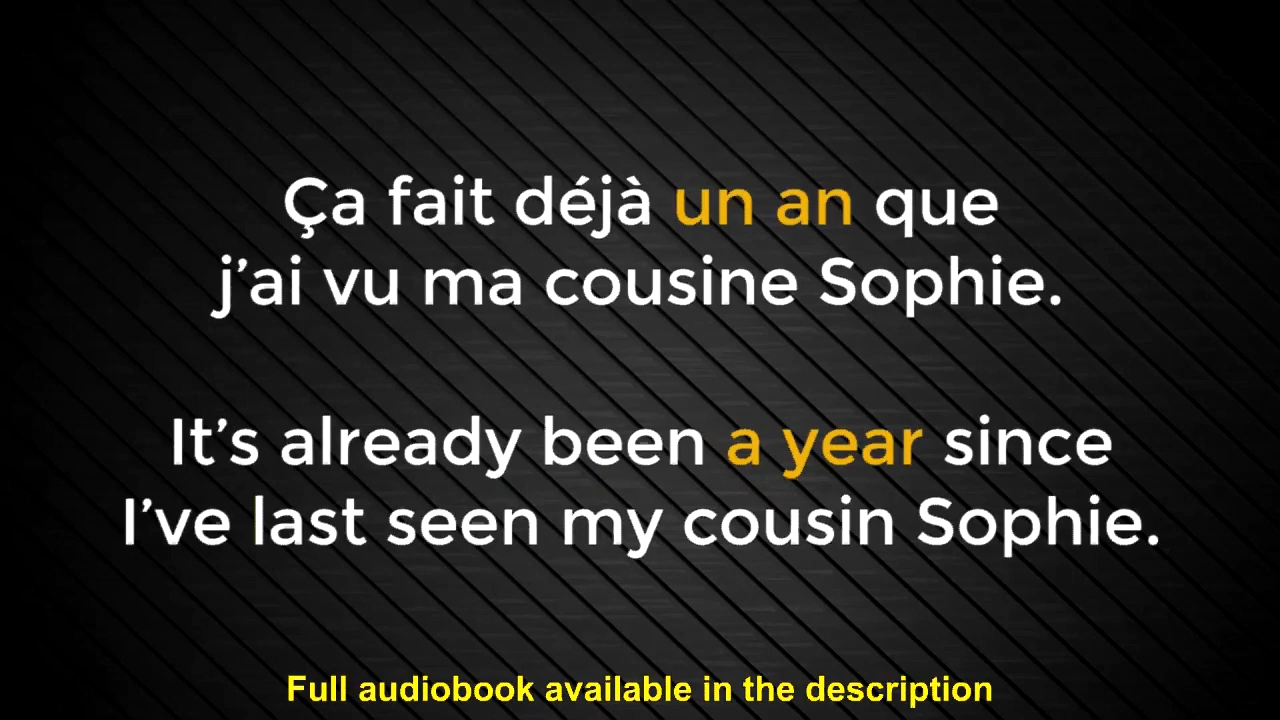 Ça fait déjà un an que
j’ai vu ma cousine Sophie.
It’s already been a year since
I’ve last seen my cousin Sophie.
Full audiobook available in the description